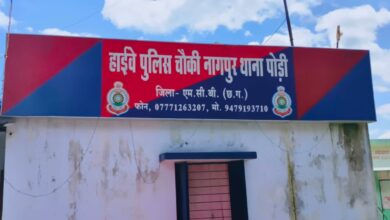 हाईवे पुलिस चौकी नागपुर थाना पोड़ी
जिला- एम.सी.बी. (छ.ग.)
फोन, 07771263207, मो. 9479193710